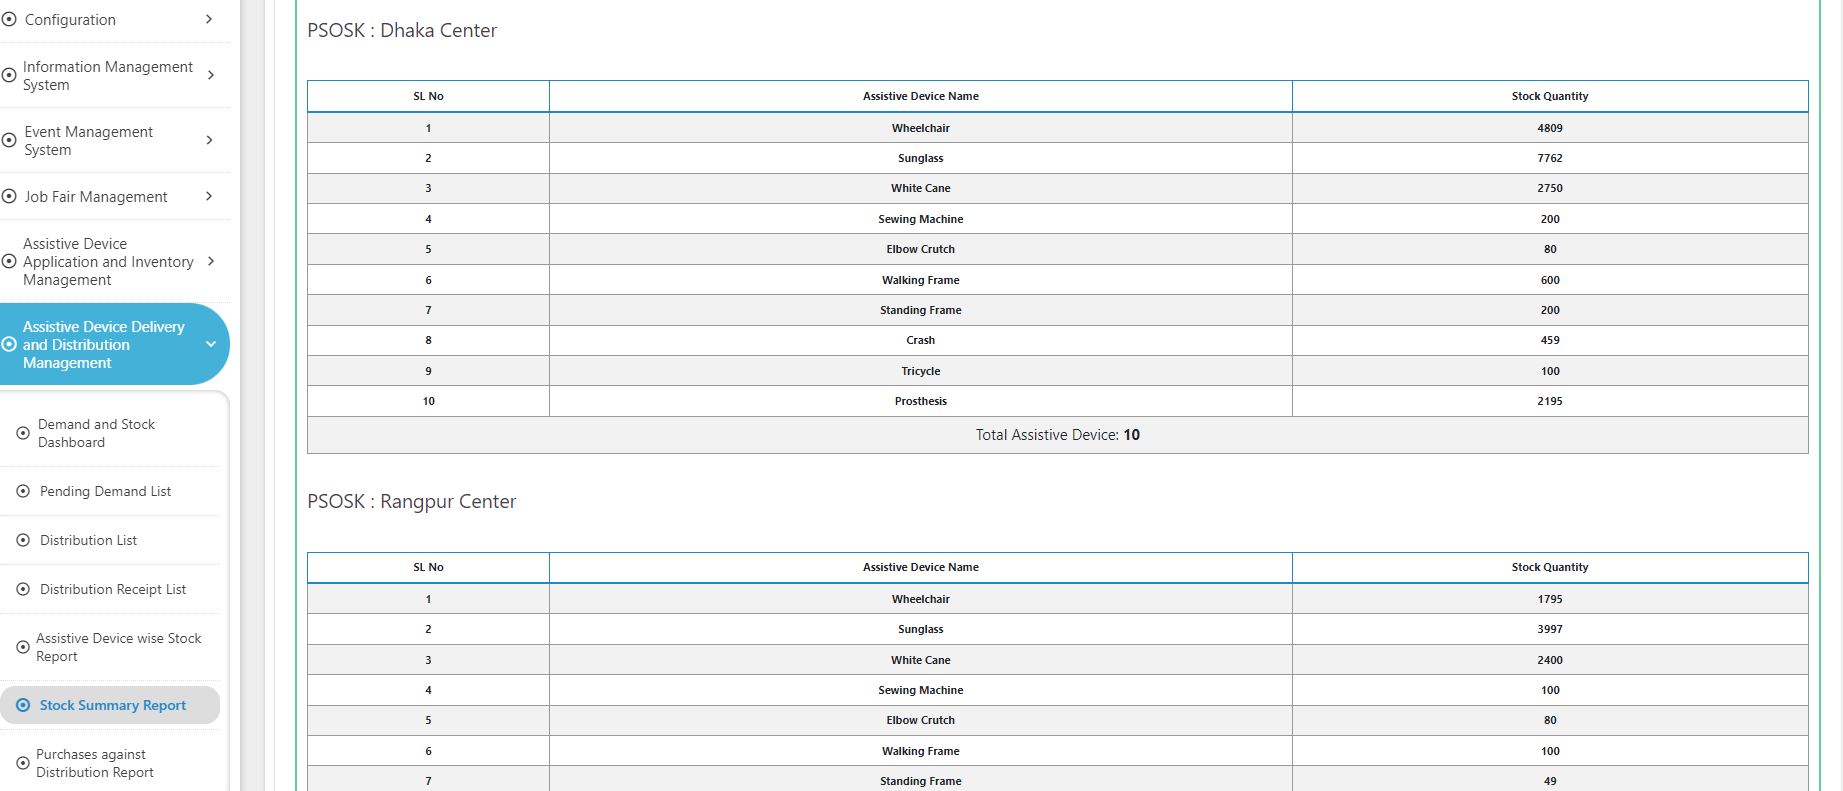 Configuration
Information Management
System
Event Management
System
Job Fair Management
Assistive Device
Application and Inventory
Management
Assistive Device Delivery
and Distribution
Management
Demand and Stock
Dashboard
Pending Demand List
Distribution List
Distribution Receipt List
Assistive Device wise Stock
Report
Stock Summary Report
Purchases against
Distribution Report
PSOSK : Dhaka Center
SL No Assistive Device Name Stock Quantity
1 Wheelchair 4809
2 Sunglass 7762
3 White Cane 2750
4 Sewing Machine 200
5 Elbow Crutch 80
6 Walking Frame 600
7 Standing Frame 200
8 Crash 459
9 Tricycle 100
10 Prosthesis 2195
Total Assistive Device: 10
PSOSK : Rangpur Center
SL No Assistive Device Name Stock Quantity
1 Wheelchair 1795
2 Sunglass 3997
3 White Cane 2400
4 Sewing Machine 100
5 Elbow Crutch 80
6 Walking Frame 100
7 Standing Frame 49